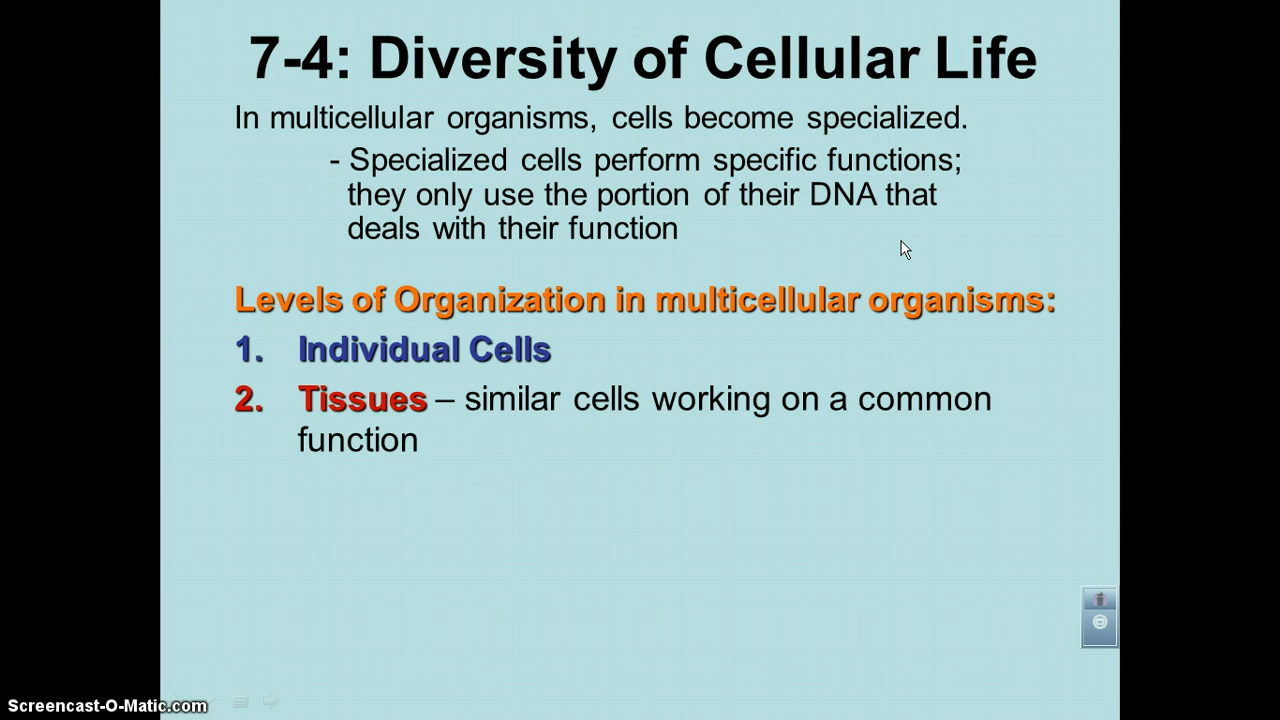 7-4: Diversity of Cellular Life
In multicellular organisms, cells become specialized.
- Specialized cells perform specific functions;
they only use the portion of their DNA that
deals with their function
Levels of Organization in multicellular organisms:
1. Individual Cells
2. Tissues – similar cells working on a common
function
Screencast-O-Matic.com